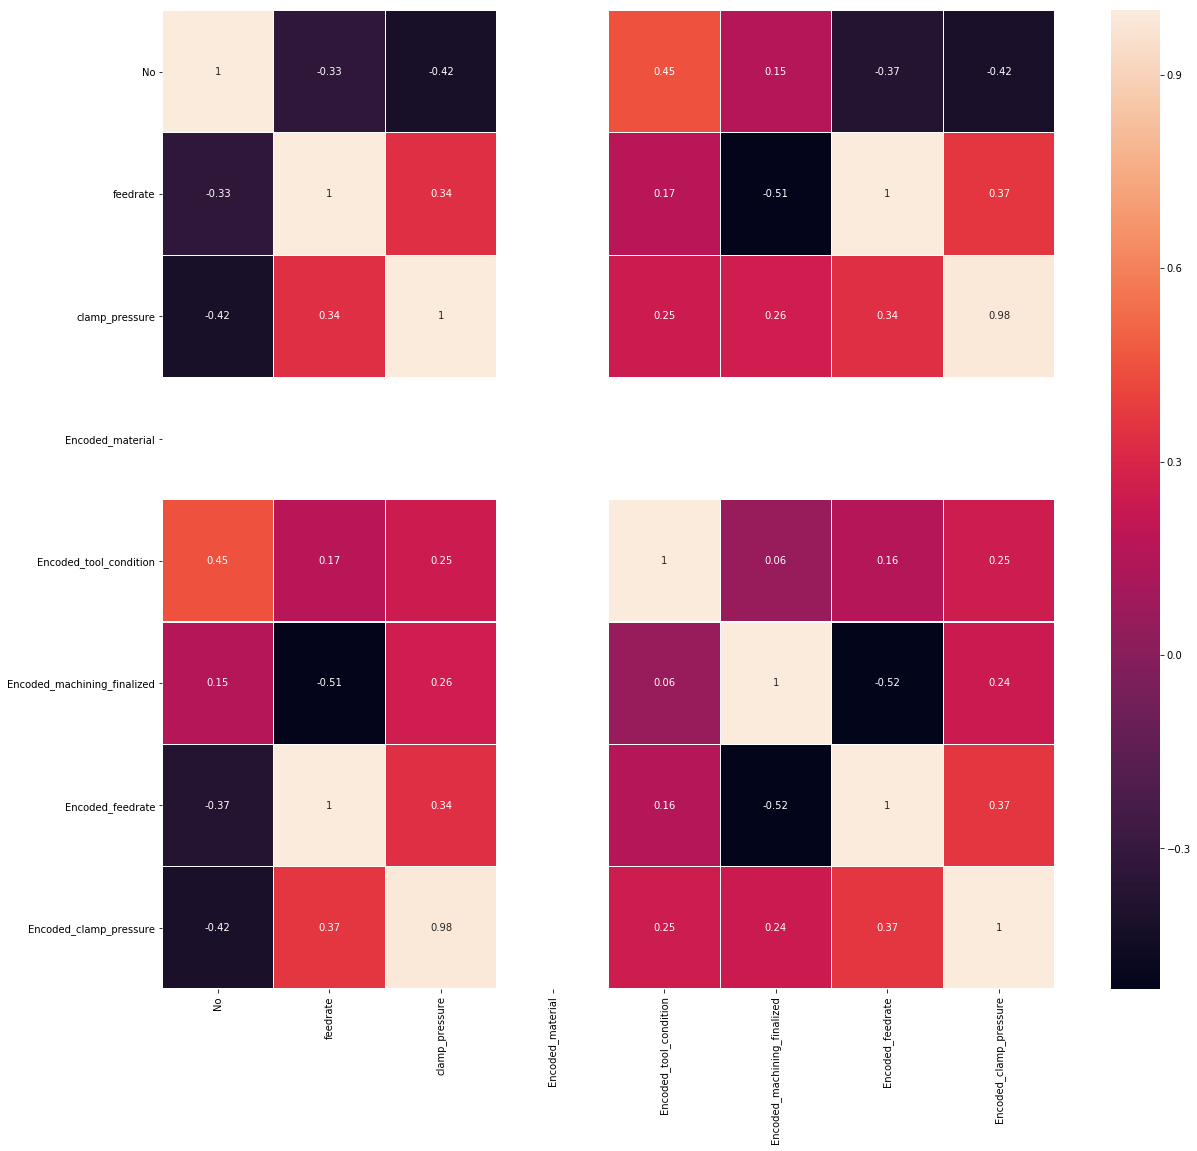 No 1 -0.33 -0.42 0.45 0.15 -0.37 -0.42 0.9
feedrate -0.33 1 0.34 0.17 -0.51 1 0.37
0.6
clamp_pressure -0.42 0.34 1 0.25 0.26 0.34 0.98
Encoded_material 0.3
Encoded_tool_condition 0.45 0.17 0.25 1 0.06 0.16 0.25
0.0
Encoded_machining_finalized 0.15 -0.51 0.26 0.06 1 -0.52 0.24
Encoded_feedrate -0.37 1 0.34 0.16 -0.52 1 0.37
−0.3
Encoded_clamp_pressure -0.42 0.37 0.98 0.25 0.24 0.37 1
No
feedrate
clamp_pressure
Encoded_material
Encoded_tool_condition
Encoded_machining_finalized
Encoded_feedrate
Encoded_clamp_pressure